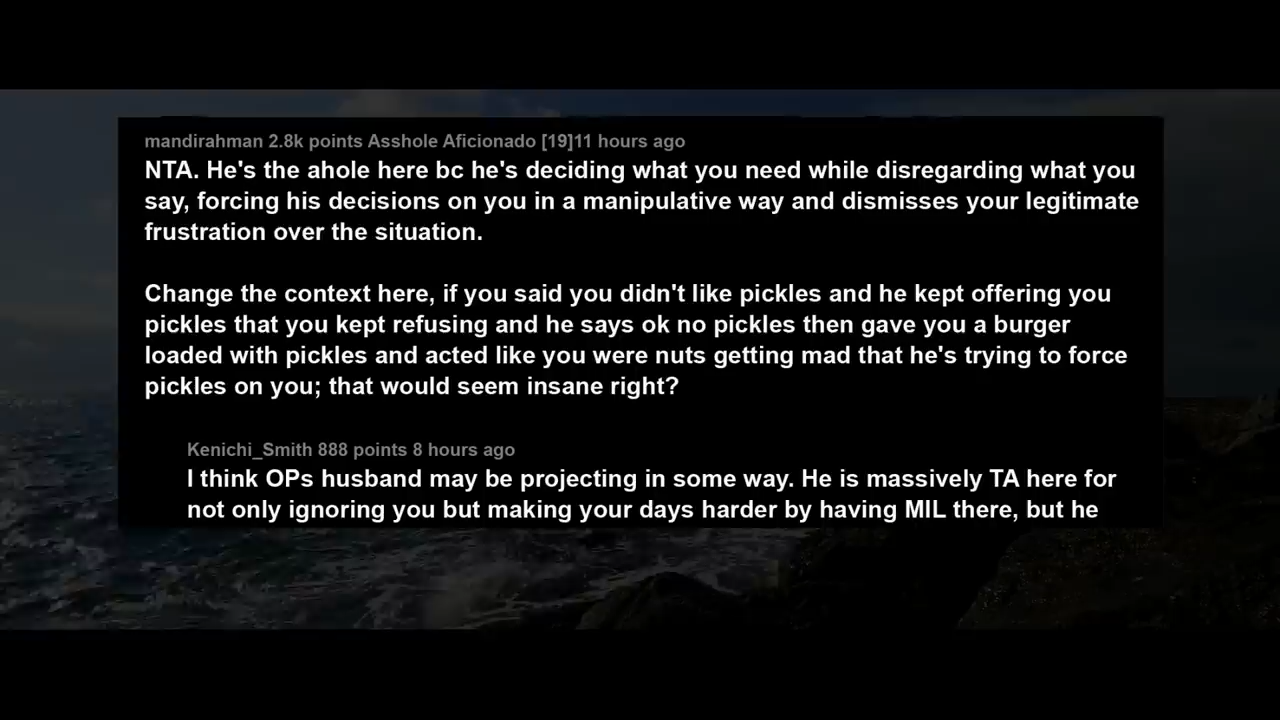 mandirahman 2.8k points Asshole Aficionado [19]11 hours ago
NTA. He's the ahole here bc he's deciding what you need while disregarding what you
say, forcing his decisions on you in a manipulative way and dismisses your legitimate
frustration over the situation.
Change the context here, if you said you didn't like pickles and he kept offering you
pickles that you kept refusing and he says ok no pickles then gave you a burger
loaded with pickles and acted like you were nuts getting mad that he's trying to force
pickles on you; that would seem insane right?
Kenichi_Smith 888 points 8 hours ago
I think OPs husband may be projecting in some way. He is massively TA here for
not only ignoring you but making your days harder by having MIL there, but he